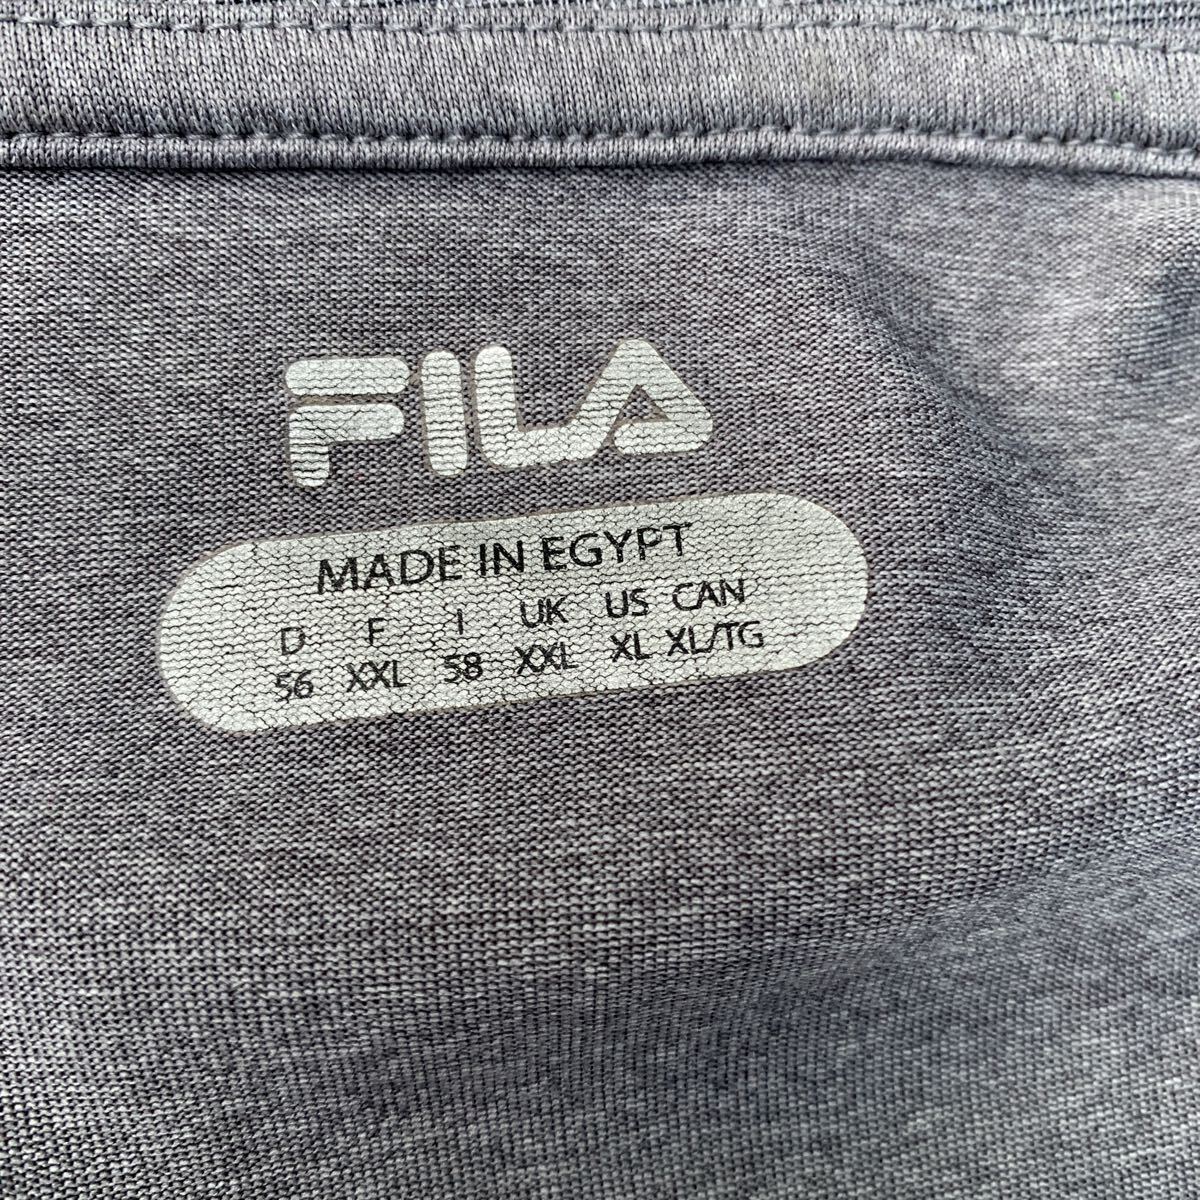 FILA
MADE IN EGYPT
D F I UK US CAN
56 XXL 58 XXL XL XL/TG